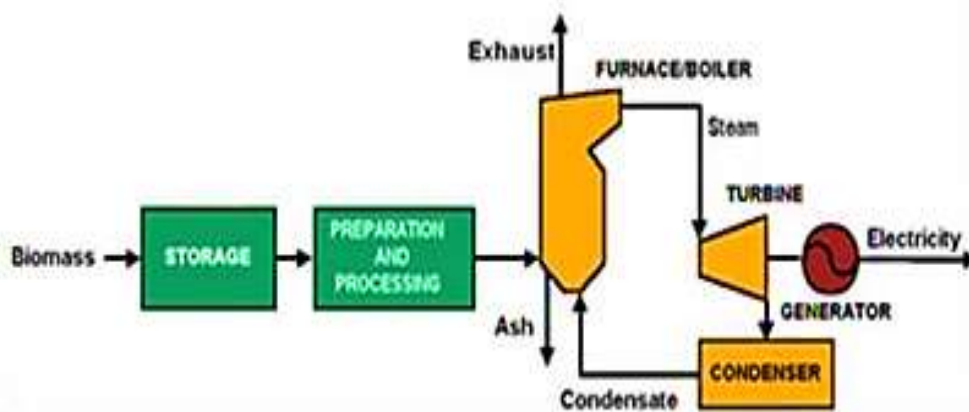 Exhaust
FURNACE/BOILER
Steam
TURBINE
Biomass
STORAGE
PREPARATION
AND
PROCESSING
Electricity
GENERATOR
Ash
Condensate
CONDENSER